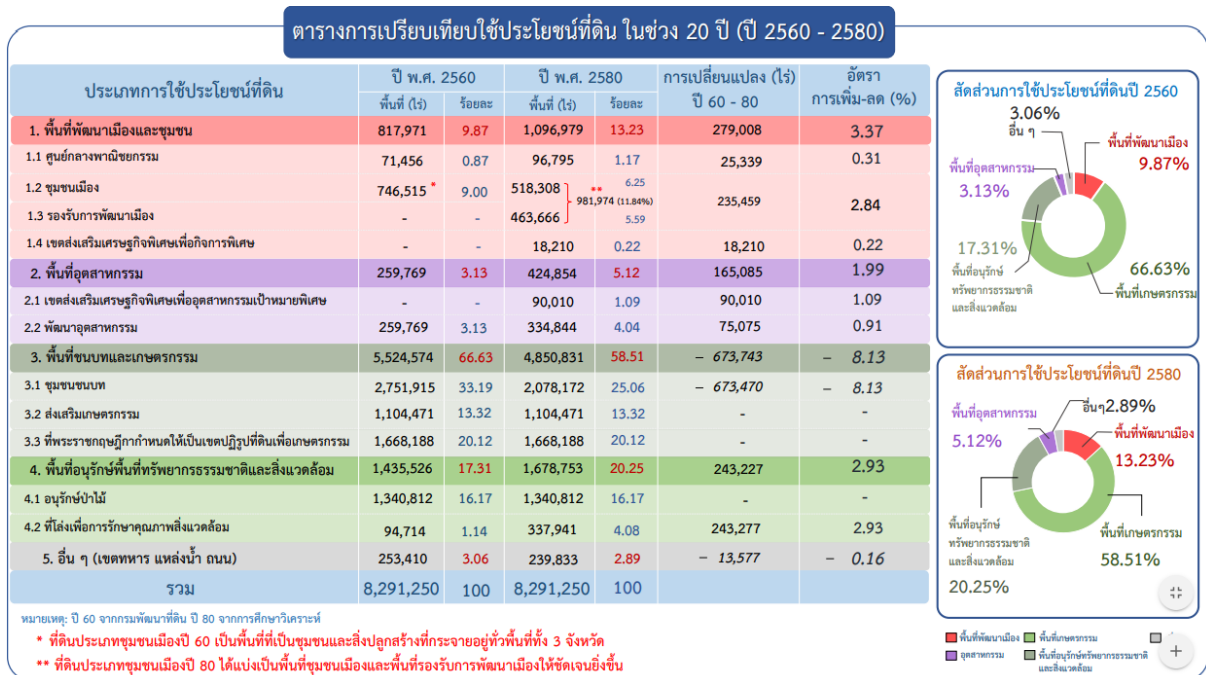 ตารางการเปรียบเทียบใช้ประโยชน์ที่ดิน ในช่วง 20 ปี (ปี 2560 - 2580)
ประเภทการใช้ประโยชน์ที่ดิน ปี พ.ศ. 2560 ปี พ.ศ. 2580 การเปลี่ยนแปลง (ไร่) อัตรา
พื้นที่ (ไร่) ร้อยละ พื้นที่ (ไร่) ร้อยละ ปี 60 - 80 การเพิ่ม-ลด (%)
1. พื้นที่พัฒนาเมืองและชุมชน 817,971 9.87 1,096,979 13.23 279,008 3.37
1.1 ศูนย์กลางพาณิชยกรรม 71,456 0.87 96,795 1.17 25,339 0.31
1.2 ชุมชนเมือง 746,515 * 9.00 518,308 6.25
** 981,974 (11.84%) 235,459 2.84
1.3 รองรับการพัฒนาเมือง - - 463,666 5.59
1.4 เขตส่งเสริมเศรษฐกิจพิเศษเพื่อกิจการพิเศษ - - 18,210 0.22 18,210 0.22
2. พื้นที่อุตสาหกรรม 259,769 3.13 424,854 5.12 165,085 1.99
2.1 เขตส่งเสริมเศรษฐกิจพิเศษเพื่ออุตสาหกรรมเป้าหมายพิเศษ - - 90,010 1.09 90,010 1.09
2.2 พัฒนาอุตสาหกรรม 259,769 3.13 334,844 4.04 75,075 0.91
3. พื้นที่ชนบทและเกษตรกรรม 5,524,574 66.63 4,850,831 58.51 – 673,743 – 8.13
3.1 ชุมชนชนบท 2,751,915 33.19 2,078,172 25.06 – 673,470 – 8.13
3.2 ส่งเสริมเกษตรกรรม 1,104,471 13.32 1,104,471 13.32 - -
3.3 ที่พระราชกฤษฎีกากำหนดให้เป็นเขตปฏิรูปที่ดินเพื่อเกษตรกรรม 1,668,188 20.12 1,668,188 20.12 - -
4. พื้นที่อนุรักษ์พื้นที่ทรัพยากรธรรมชาติและสิ่งแวดล้อม 1,435,526 17.31 1,678,753 20.25 243,227 2.93
4.1 อนุรักษ์ป่าไม้ 1,340,812 16.17 1,340,812 16.17 - -
4.2 ที่โล่งเพื่อการรักษาคุณภาพสิ่งแวดล้อม 94,714 1.14 337,941 4.08 243,277 2.93
5. อื่น ๆ (เขตทหาร แหล่งน้ำ ถนน) 253,410 3.06 239,833 2.89 – 13,577 – 0.16
รวม 8,291,250 100 8,291,250 100
หมายเหตุ: ปี 60 จากกรมพัฒนาที่ดิน ปี 80 จากการศึกษาวิเคราะห์
* ที่ดินประเภทชุมชนเมืองปี 60 เป็นพื้นที่ที่เป็นชุมชนและสิ่งปลูกสร้างที่กระจายอยู่ทั่วพื้นที่ทั้ง 3 จังหวัด
** ที่ดินประเภทชุมชนเมืองปี 80 ได้แบ่งเป็นพื้นที่ชุมชนเมืองและพื้นที่รองรับการพัฒนาเมืองให้ชัดเจนยิ่งขึ้น
สัดส่วนการใช้ประโยชน์ที่ดินปี 2560
3.06%
อื่น ๆ
พื้นที่พัฒนาเมือง
9.87%
พื้นที่อุตสาหกรรม
3.13%
17.31%
พื้นที่อนุรักษ์
ทรัพยากรธรรมชาติ
และสิ่งแวดล้อม
66.63%
พื้นที่เกษตรกรรม
สัดส่วนการใช้ประโยชน์ที่ดินปี 2580
อื่นๆ2.89%
พื้นที่อุตสาหกรรม
5.12%
พื้นที่พัฒนาเมือง
13.23%
พื้นที่อนุรักษ์
ทรัพยากรธรรมชาติ
และสิ่งแวดล้อม
20.25%
พื้นที่เกษตรกรรม
58.51%
พื้นที่พัฒนาเมือง พื้นที่เกษตรกรรม
อุตสาหกรรม พื้นที่อนุรักษ์ทรัพยากรธรรมชาติ
และสิ่งแวดล้อม